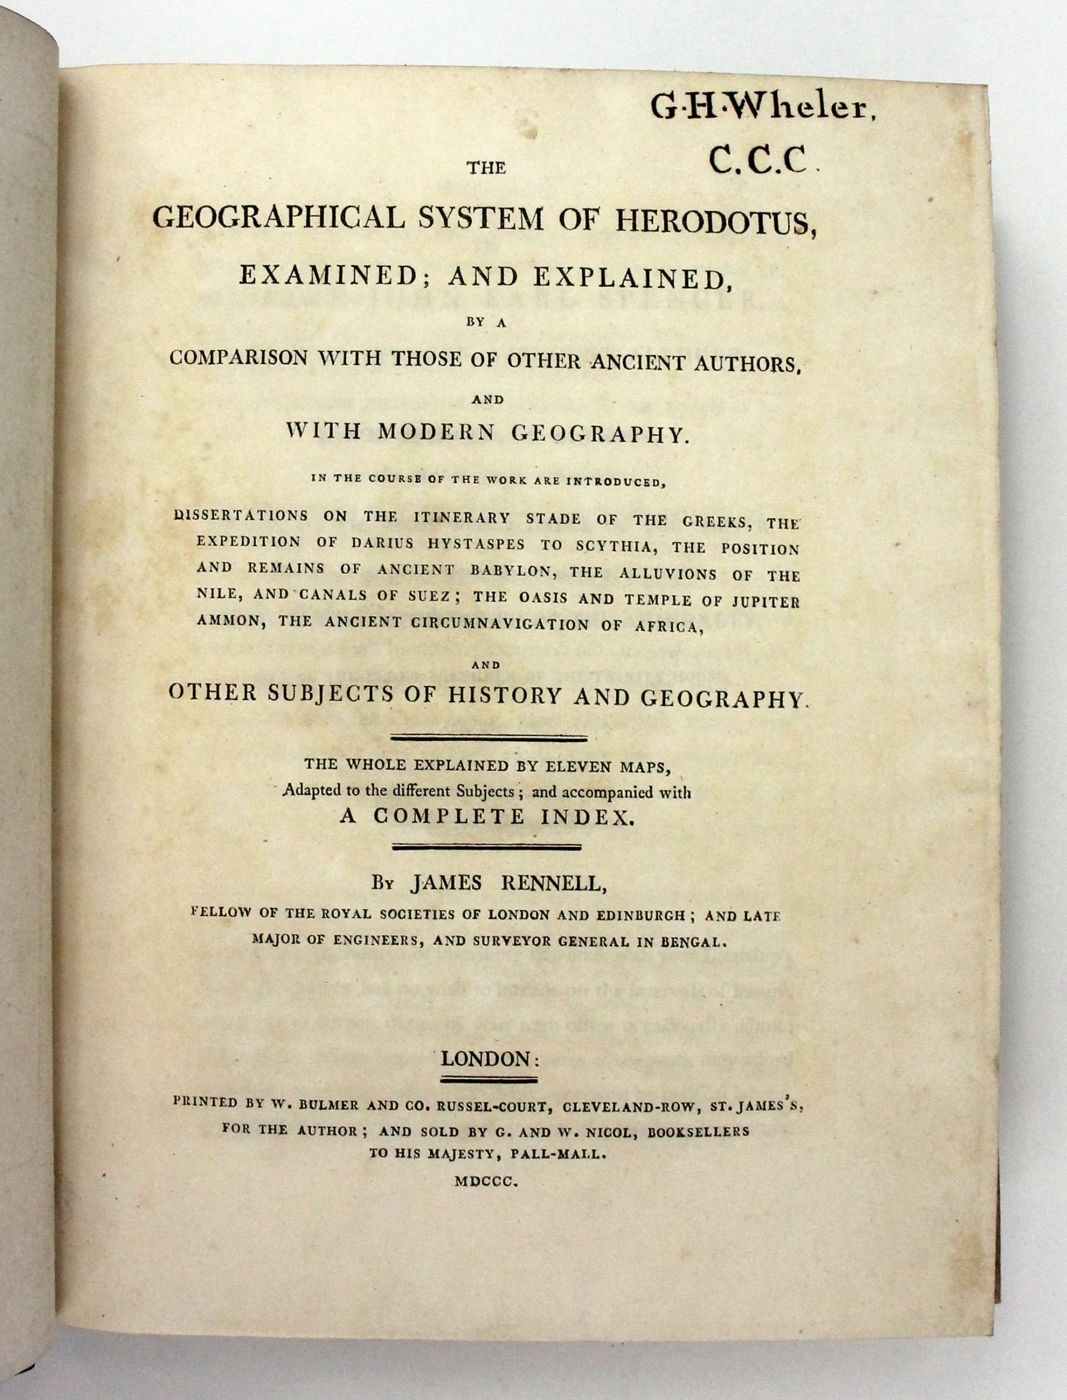 G.H.Wheler,
C.C.C.
THE
GEOGRAPHICAL SYSTEM OF HERODOTUS,
EXAMINED; AND EXPLAINED,
BY A
COMPARISON WITH THOSE OF OTHER ANCIENT AUTHORS,
AND
WITH MODERN GEOGRAPHY.
IN THE COURSE OF THE WORK ARE INTRODUCED,
DISSERTATIONS ON THE ITINERARY STADE OF THE GREEKS, THE
EXPEDITION OF DARIUS HYSTASPES TO SCYTHIA, THE POSITION
AND REMAINS OF ANCIENT BABYLON, THE ALLUVIONS OF THE
NILE, AND CANALS OF SUEZ; THE OASIS AND TEMPLE OF JUPITER
AMMON, THE ANCIENT CIRCUMNAVIGATION OF AFRICA,
AND
OTHER SUBJECTS OF HISTORY AND GEOGRAPHY.
THE WHOLE EXPLAINED BY ELEVEN MAPS,
Adapted to the different Subjects; and accompanied with
A COMPLETE INDEX.
By JAMES RENNELL,
FELLOW OF THE ROYAL SOCIETIES OF LONDON AND EDINBURGH; AND LATE
MAJOR OF ENGINEERS, AND SURVEYOR GENERAL IN BENGAL.
LONDON:
PRINTED BY W. BULMER AND CO. RUSSEL-COURT, CLEVELAND-ROW, ST. JAMES'S,
FOR THE AUTHOR; AND SOLD BY G. AND W. NICOL, BOOKSELLERS
TO HIS MAJESTY, PALL-MALL.
MDCCC.